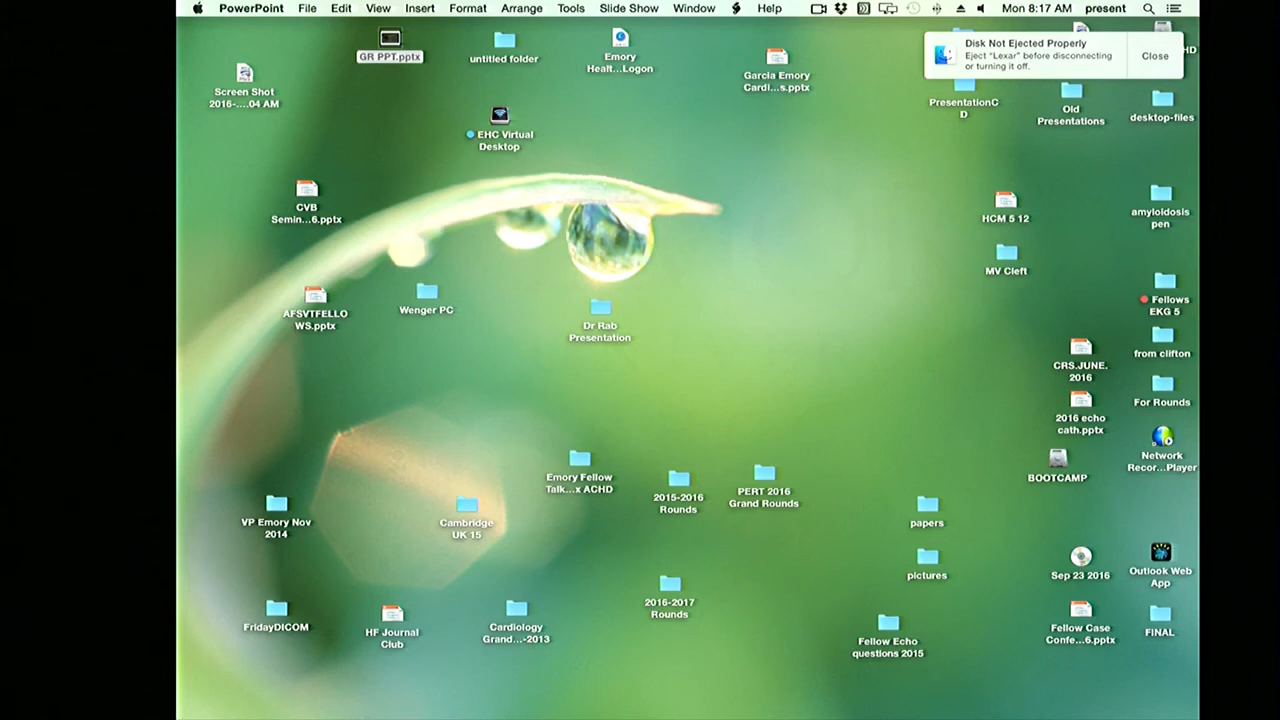 PowerPoint File Edit View Insert Format Arrange Tools Slide Show Window Help Mon 8:17 AM present
Disk Not Ejected Properly
Eject “Lexar” before disconnecting
or turning it off.
Close
HD
GR PPT.pptx
untitled folder
Emory
Healt...Logon
Garcia Emory
Cardi...s.pptx
Screen Shot
2016-....04 AM
PresentationC
D
Old
Presentations
desktop-files
EHC Virtual
Desktop
CVB
Semin...6.pptx
HCM 5 12
amyloidosis
pen
MV Cleft
AFSVTFELLO
WS.pptx
Wenger PC
Dr Rab
Presentation
Fellows
EKG 5
from clifton
CRS.JUNE.
2016
For Rounds
2016 echo
cath.pptx
Network
Recor...Player
BOOTCAMP
Emory Fellow
Talk...x ACHD
2015-2016
Rounds
PERT 2016
Grand Rounds
VP Emory Nov
2014
Cambridge
UK 15
papers
pictures
Sep 23 2016
Outlook Web
App
2016-2017
Rounds
FridayDICOM
HF Journal
Club
Cardiology
Grand...-2013
Fellow Echo
questions 2015
Fellow Case
Confe...6.pptx
FINAL